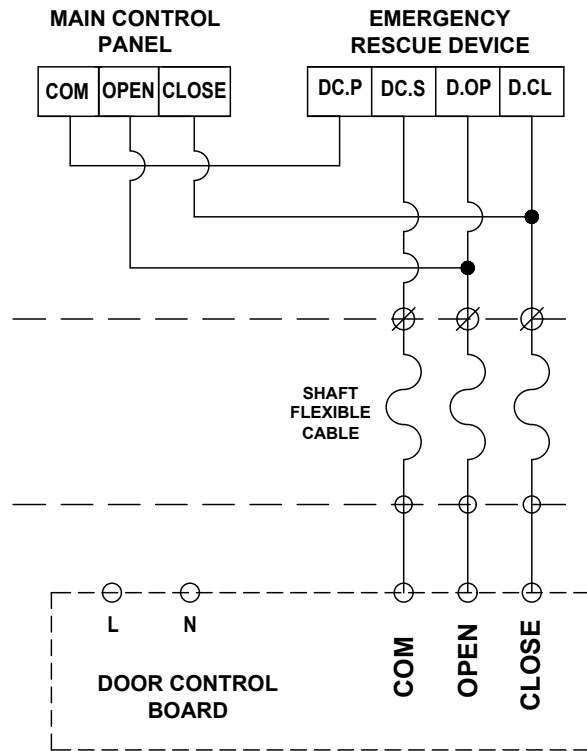 MAIN CONTROL
PANEL
EMERGENCY
RESCUE DEVICE
COM OPEN CLOSE
DC.P DC.S D.OP D.CL
SHAFT
FLEXIBLE
CABLE
L N
COM
OPEN
CLOSE
DOOR CONTROL
BOARD